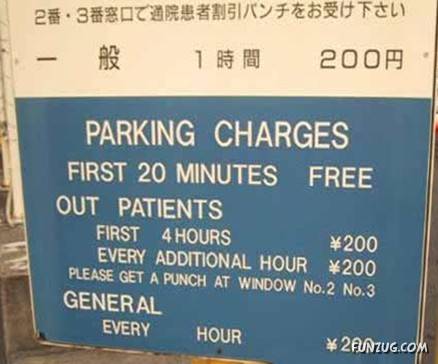 2番・3番窓口で通院患者割引パンチをお受け下さい
一般 1時間 200円
PARKING CHARGES
FIRST 20 MINUTES FREE
OUT PATIENTS
FIRST 4 HOURS ¥200
EVERY ADDITIONAL HOUR ¥200
PLEASE GET A PUNCH AT WINDOW No.2 No.3
GENERAL
EVERY HOUR ¥200
FUNZUG.COM